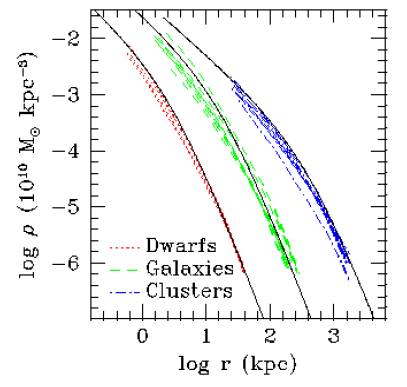 -2
-3
-4
-5
-6
log ρ (10¹⁰ M☉ kpc⁻³)
Dwarfs
Galaxies
Clusters
0 1 2 3
log r (kpc)